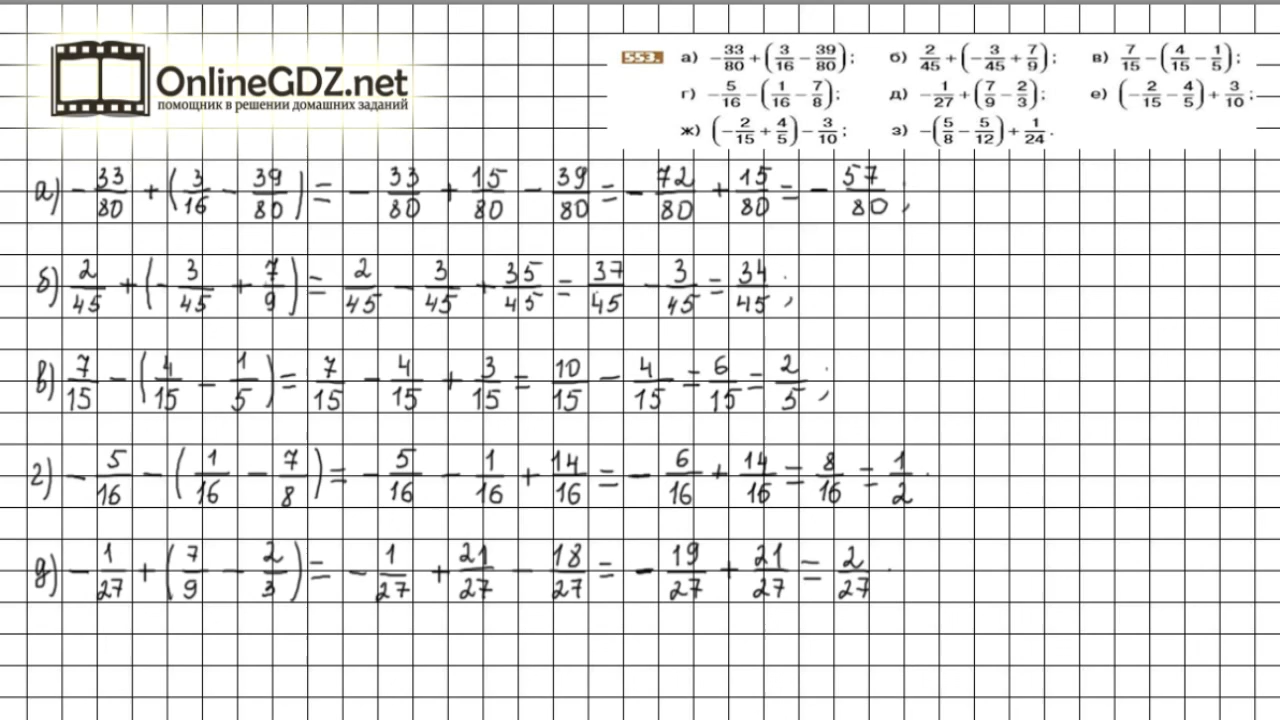 OnlineGDZ.net
помощник в решении домашних заданий
553. а) -33/80 + (3/16 - 39/80); б) 2/45 + (-3/45 + 7/9); в) 7/15 - (4/15 - 1/5);
г) -5/16 - (1/16 - 7/8); д) -1/27 + (7/9 - 2/3); е) (-2/15 - 4/5) + 3/10;
ж) (-2/15 + 4/5) - 3/10; з) -(5/8 - 5/12) + 1/24.
а) -33/80 + (3/16 - 39/80) = -33/80 + 15/80 - 39/80 = -72/80 + 15/80 = -57/80;
б) 2/45 + (-3/45 + 7/9) = 2/45 - 3/45 + 35/45 = 37/45 - 3/45 = 34/45;
в) 7/15 - (4/15 - 1/5) = 7/15 - 4/15 + 3/15 = 10/15 - 4/15 = 6/15 = 2/5;
г) -5/16 - (1/16 - 7/8) = -5/16 - 1/16 + 14/16 = -6/16 + 14/16 = 8/16 = 1/2.
д) -1/27 + (7/9 - 2/3) = -1/27 + 21/27 - 18/27 = -19/27 + 21/27 = 2/27.